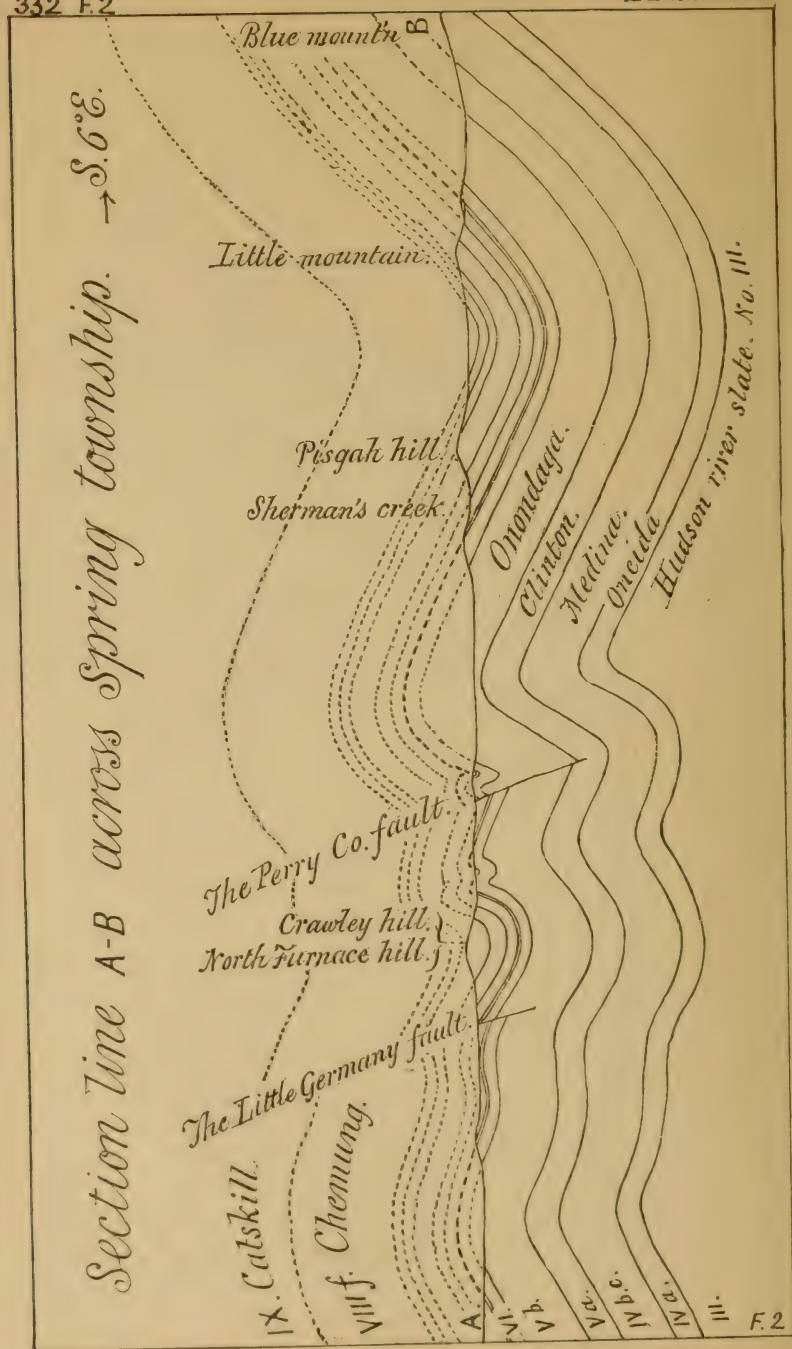 332 F.2
Section line A-B across Spring township. →S.6°E.
IX. Catskill.
VIII f. Chemung.
The Little Germany fault.
North Furnace hill.
Crawley hill.
The Perry Co. fault.
Sherman's creek.
Pisgah hill.
Little mountain.
Blue mount'n
A.
B
VI.
V b.
V a.
IV b.c.
IV a.
III.
Onondaga.
Clinton.
Medina.
Oneida
Hudson river slate. No. III.
F.2